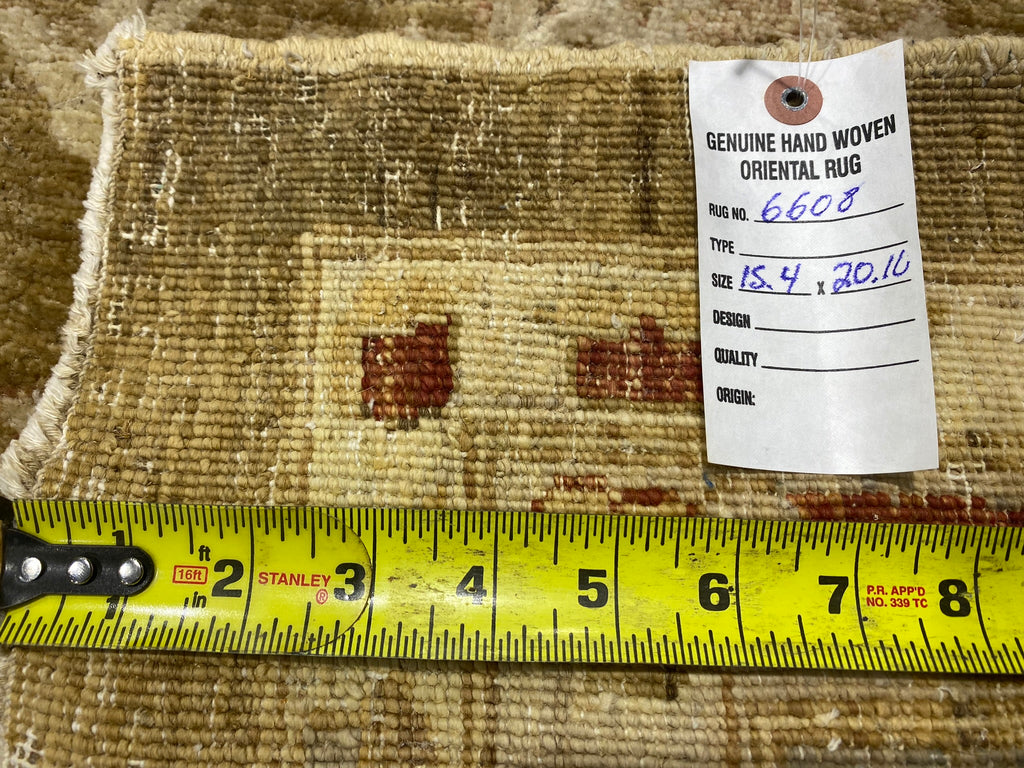 GENUINE HAND WOVEN
ORIENTAL RUG
RUG NO. 6608
TYPE
SIZE 15.4 x 20.10
DESIGN
QUALITY
ORIGIN:
1 2 3 4 5 6 7 8
ft
16ft
in
STANLEY®
P.R. APP'D
NO. 339 TC
1